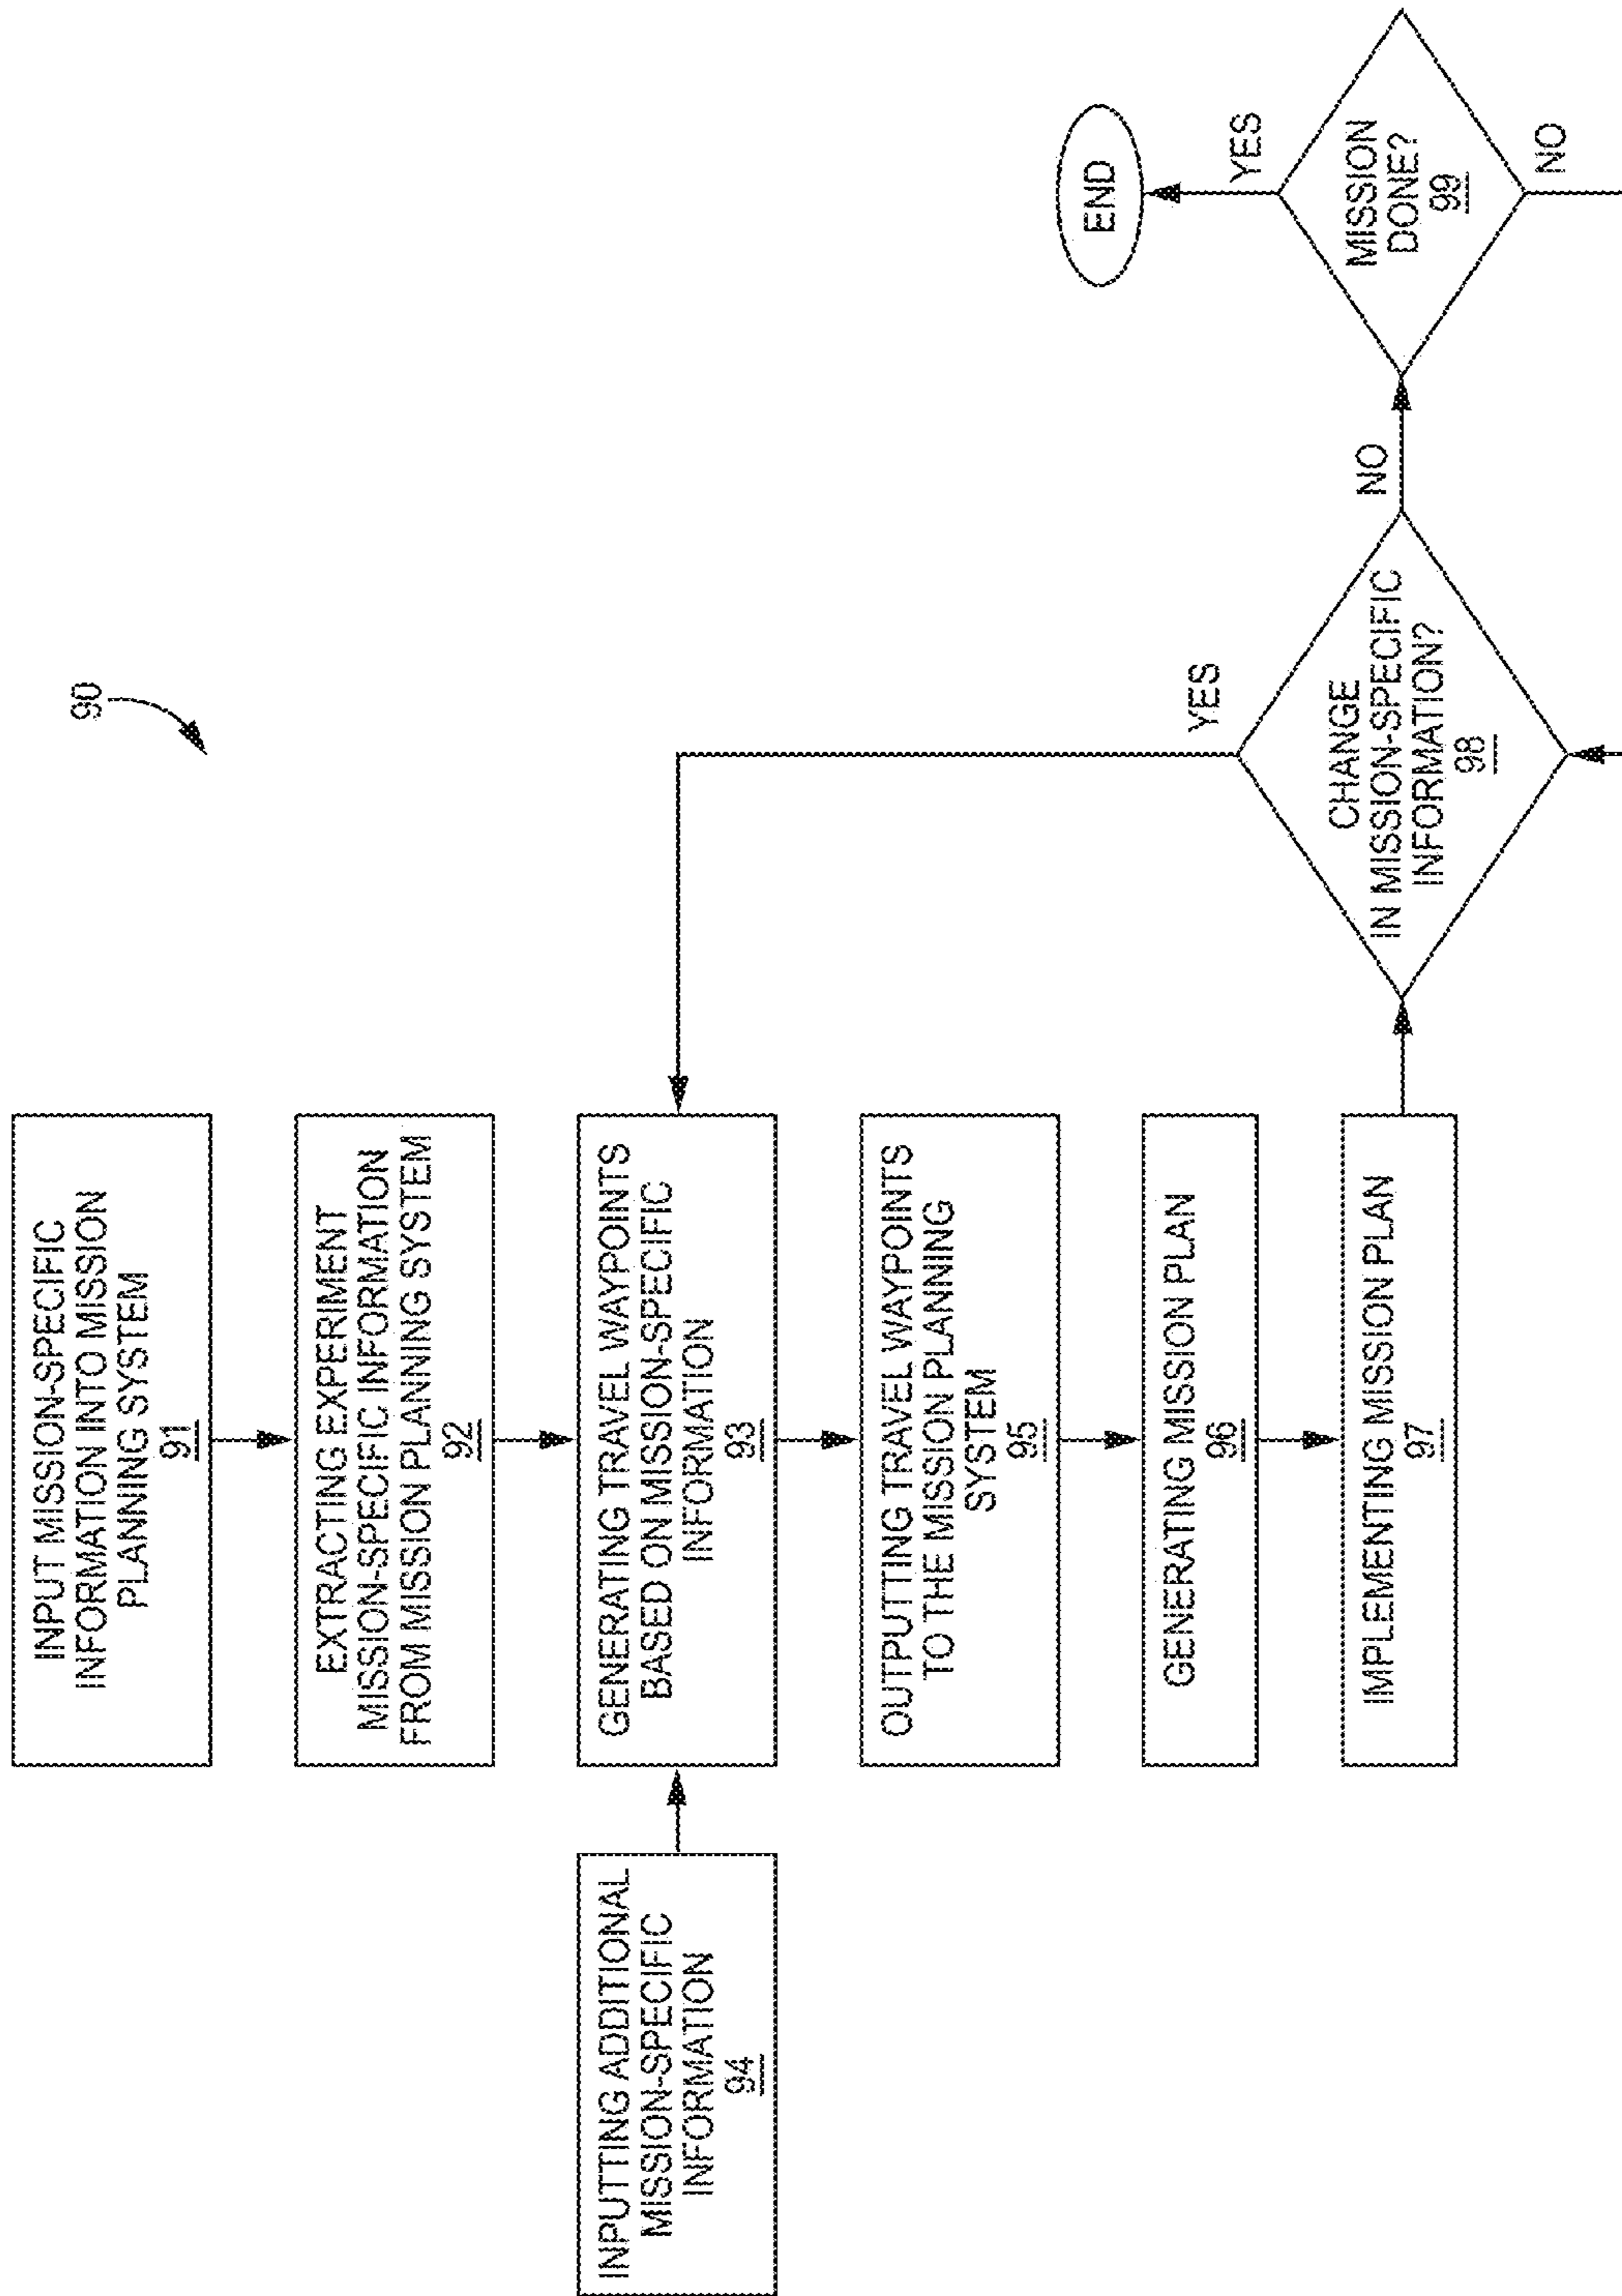 90
INPUT MISSION-SPECIFIC
INFORMATION INTO MISSION
PLANNING SYSTEM
91
EXTRACTING EXPERIMENT
MISSION-SPECIFIC INFORMATION
FROM MISSION PLANNING SYSTEM
92
INPUTTING ADDITIONAL
MISSION-SPECIFIC
INFORMATION
94
GENERATING TRAVEL WAYPOINTS
BASED ON MISSION-SPECIFIC
INFORMATION
93
OUTPUTTING TRAVEL WAYPOINTS
TO THE MISSION PLANNING
SYSTEM
95
GENERATING MISSION PLAN
96
IMPLEMENTING MISSION PLAN
97
YES
CHANGE
IN MISSION-SPECIFIC
INFORMATION?
98
NO
END
YES
MISSION
DONE?
99
NO